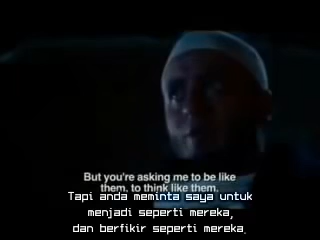 But you're asking me to be like
them, to think like them.
Tapi anda meminta saya untuk
menjadi seperti mereka,
dan berfikir seperti mereka